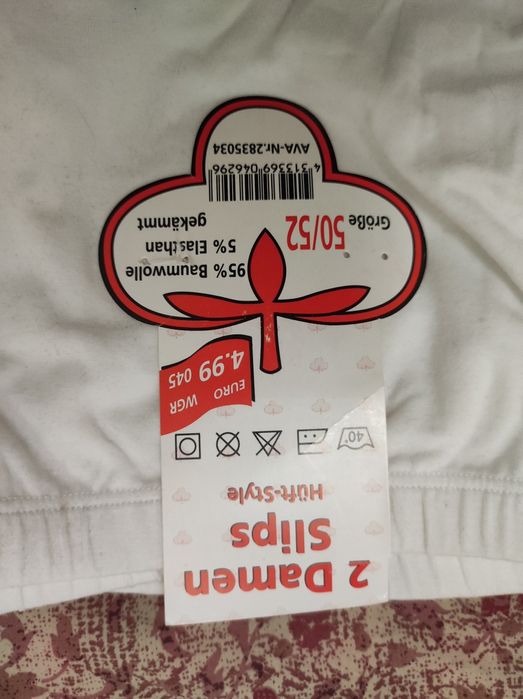 2 Damen
Slips
Hüft-Style
40°
EURO WGR
4.99 045
Größe
50/52
95% Baumwolle
5% Elasthan
gekämmt
4 313369 046296
AVA-Nr.2835034